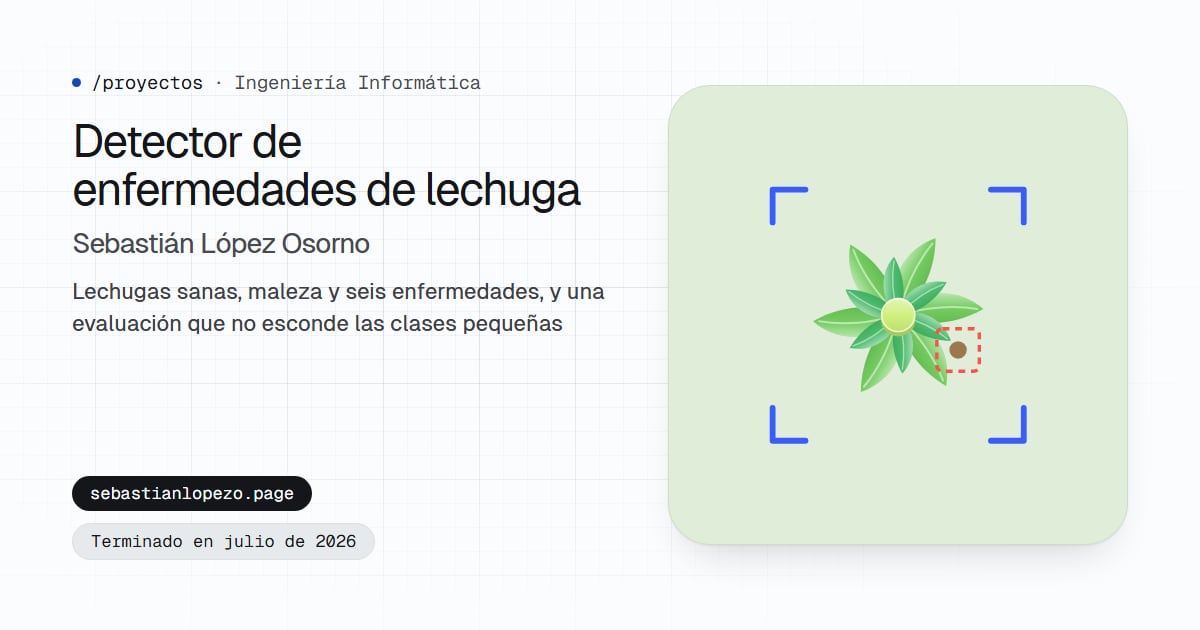 /proyectos · Ingeniería Informática
Detector de
enfermedades de lechuga
Sebastián López Osorno
Lechugas sanas, maleza y seis enfermedades, y una
evaluación que no esconde las clases pequeñas
sebastianlopezo.page
Terminado en julio de 2026